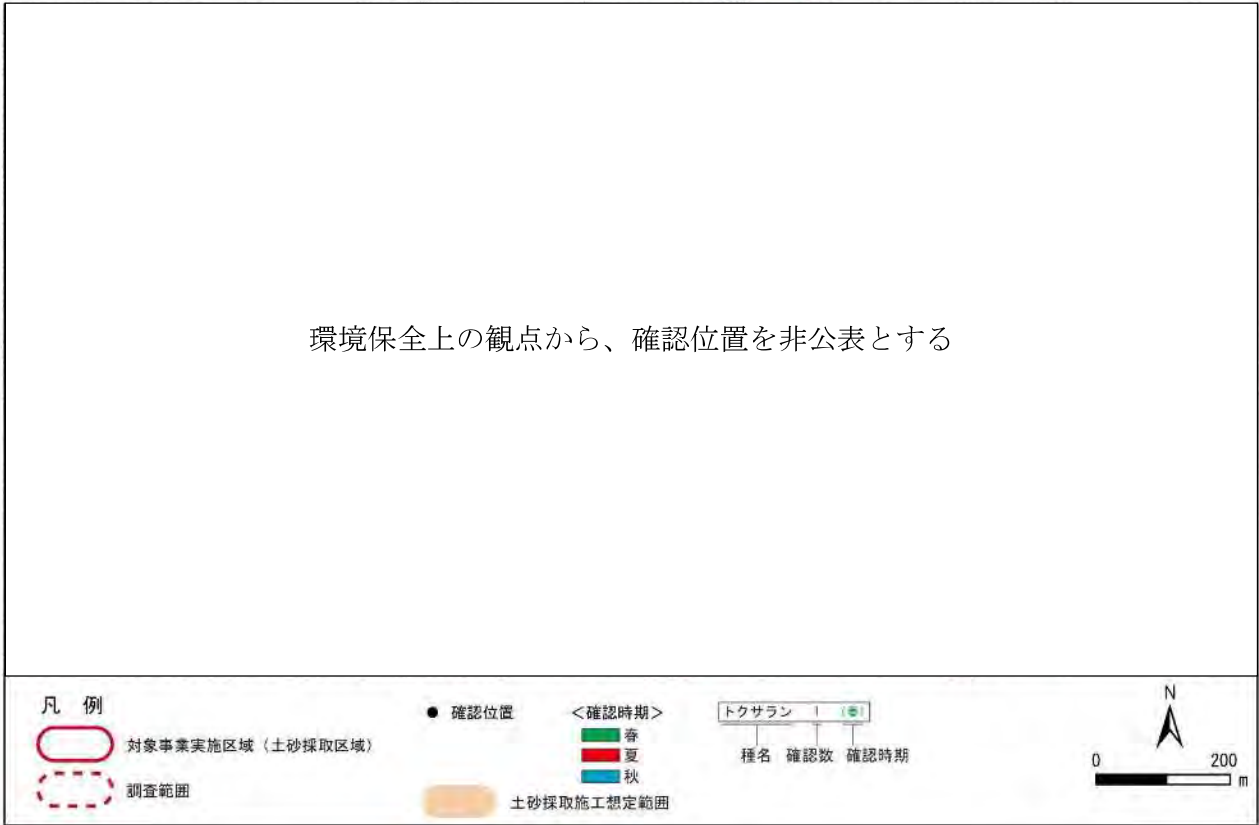 環境保全上の観点から、確認位置を非公表とする
凡 例
対象事業実施区域（土砂採取区域）
調査範囲
● 確認位置
土砂採取施工想定範囲
＜確認時期＞
春
夏
秋
トクサラン 1 (春)
種名 確認数 確認時期
N
0 200
m